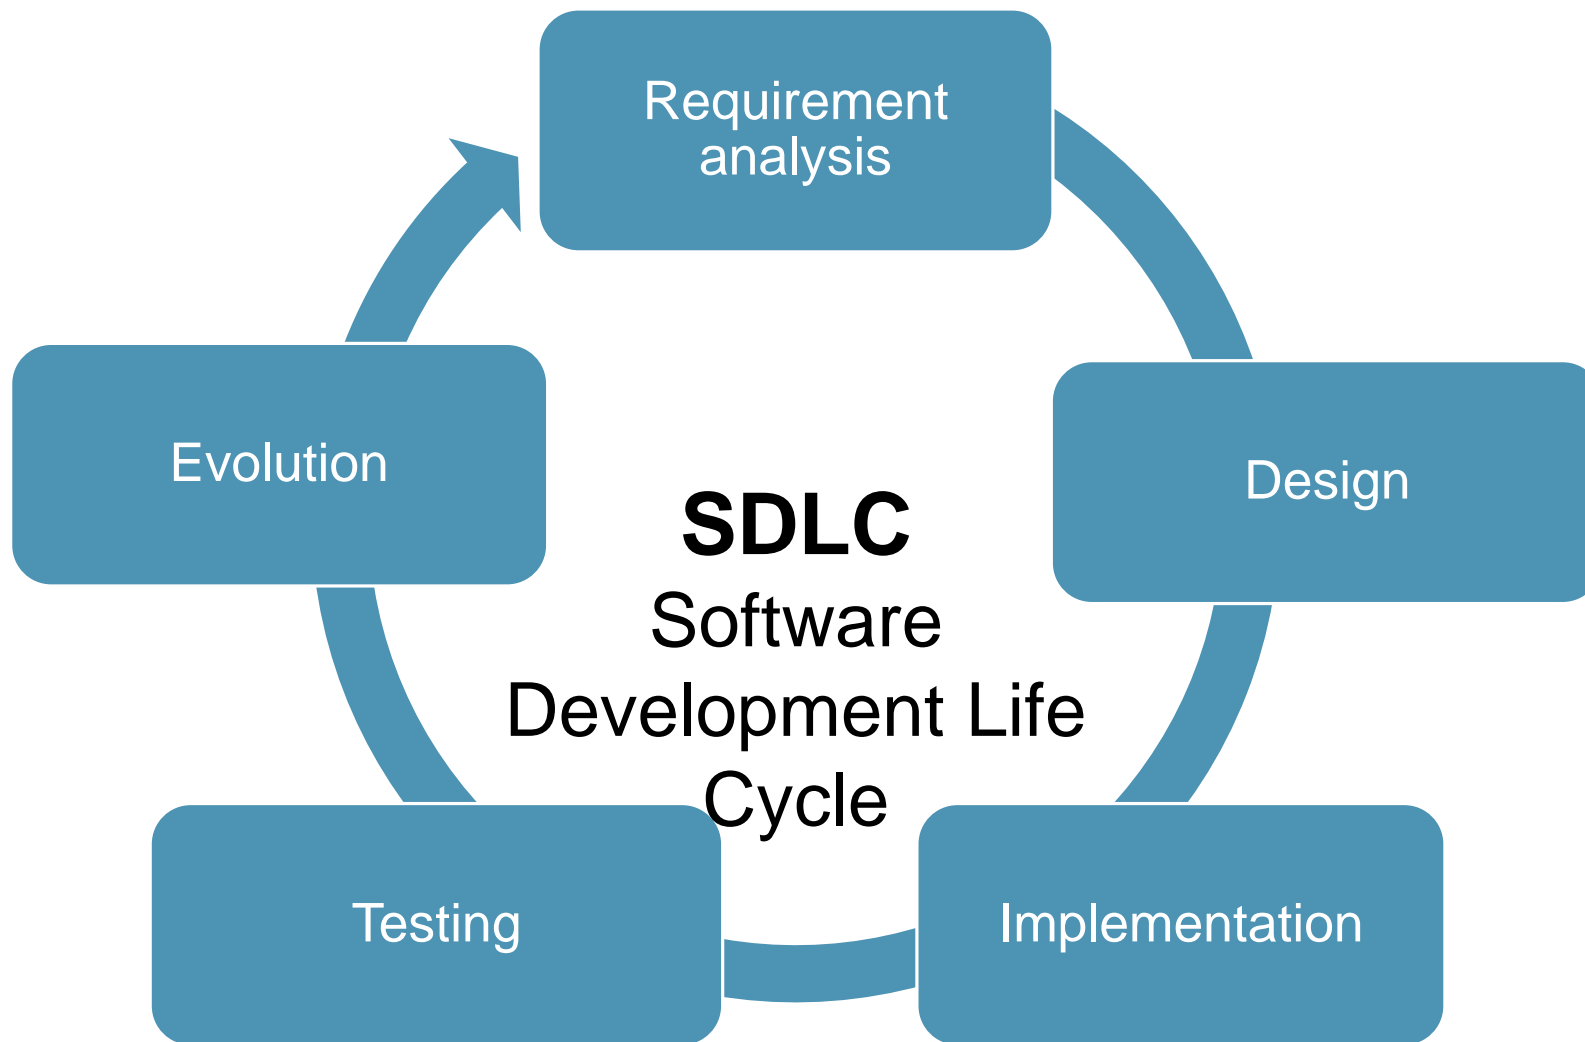 Requirement
analysis
Evolution
Design
SDLC
Software
Development Life
Cycle
Testing
Implementation